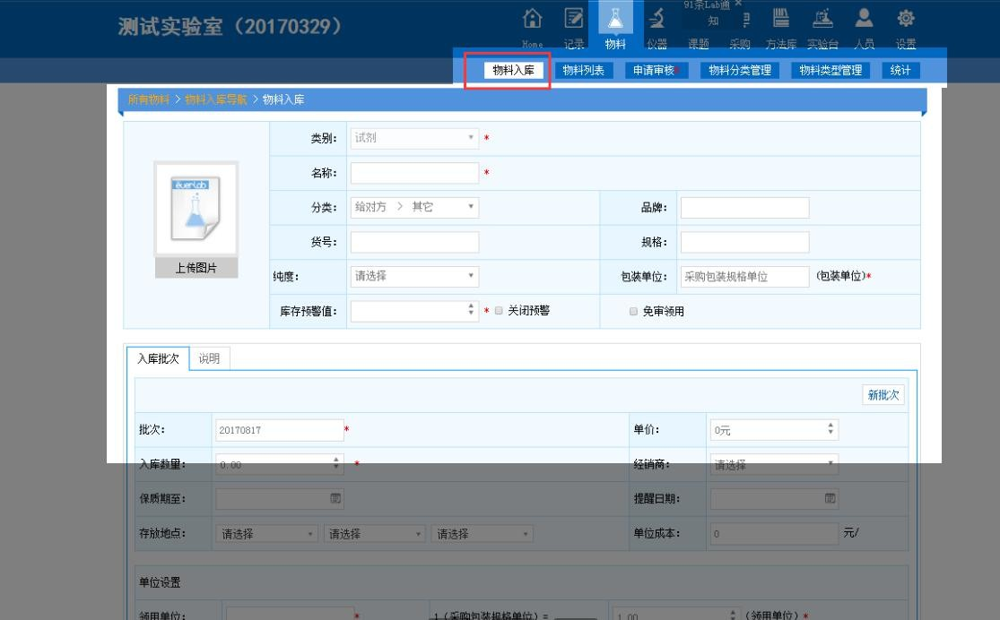 测试实验室（20170329）
91条Lab通知
Home 记录 物料 仪器 课题 采购 方法库 实验台 人员 设置
物料入库 物料列表 申请审核 物料分类管理 物料类型管理 统计
所有物料 > 物料入库导航 > 物料入库
类别: 试剂 *
名称: *
分类: 给对方 > 其它 品牌:
货号: 规格:
上传图片
纯度: 请选择 包装单位: 采购包装规格单位 (包装单位)*
库存预警值: * 关闭预警 免审领用
入库批次 说明
新批次
批次: 20170817 * 单价: 0元
入库数量: 0.00 * 经销商: 请选择
保质期至: 提醒日期:
存放地点: 请选择 请选择 请选择 单位成本: 0 元/
单位设置
领用单位: * 1（采购包装规格单位）= 1.00 (领用单位) *